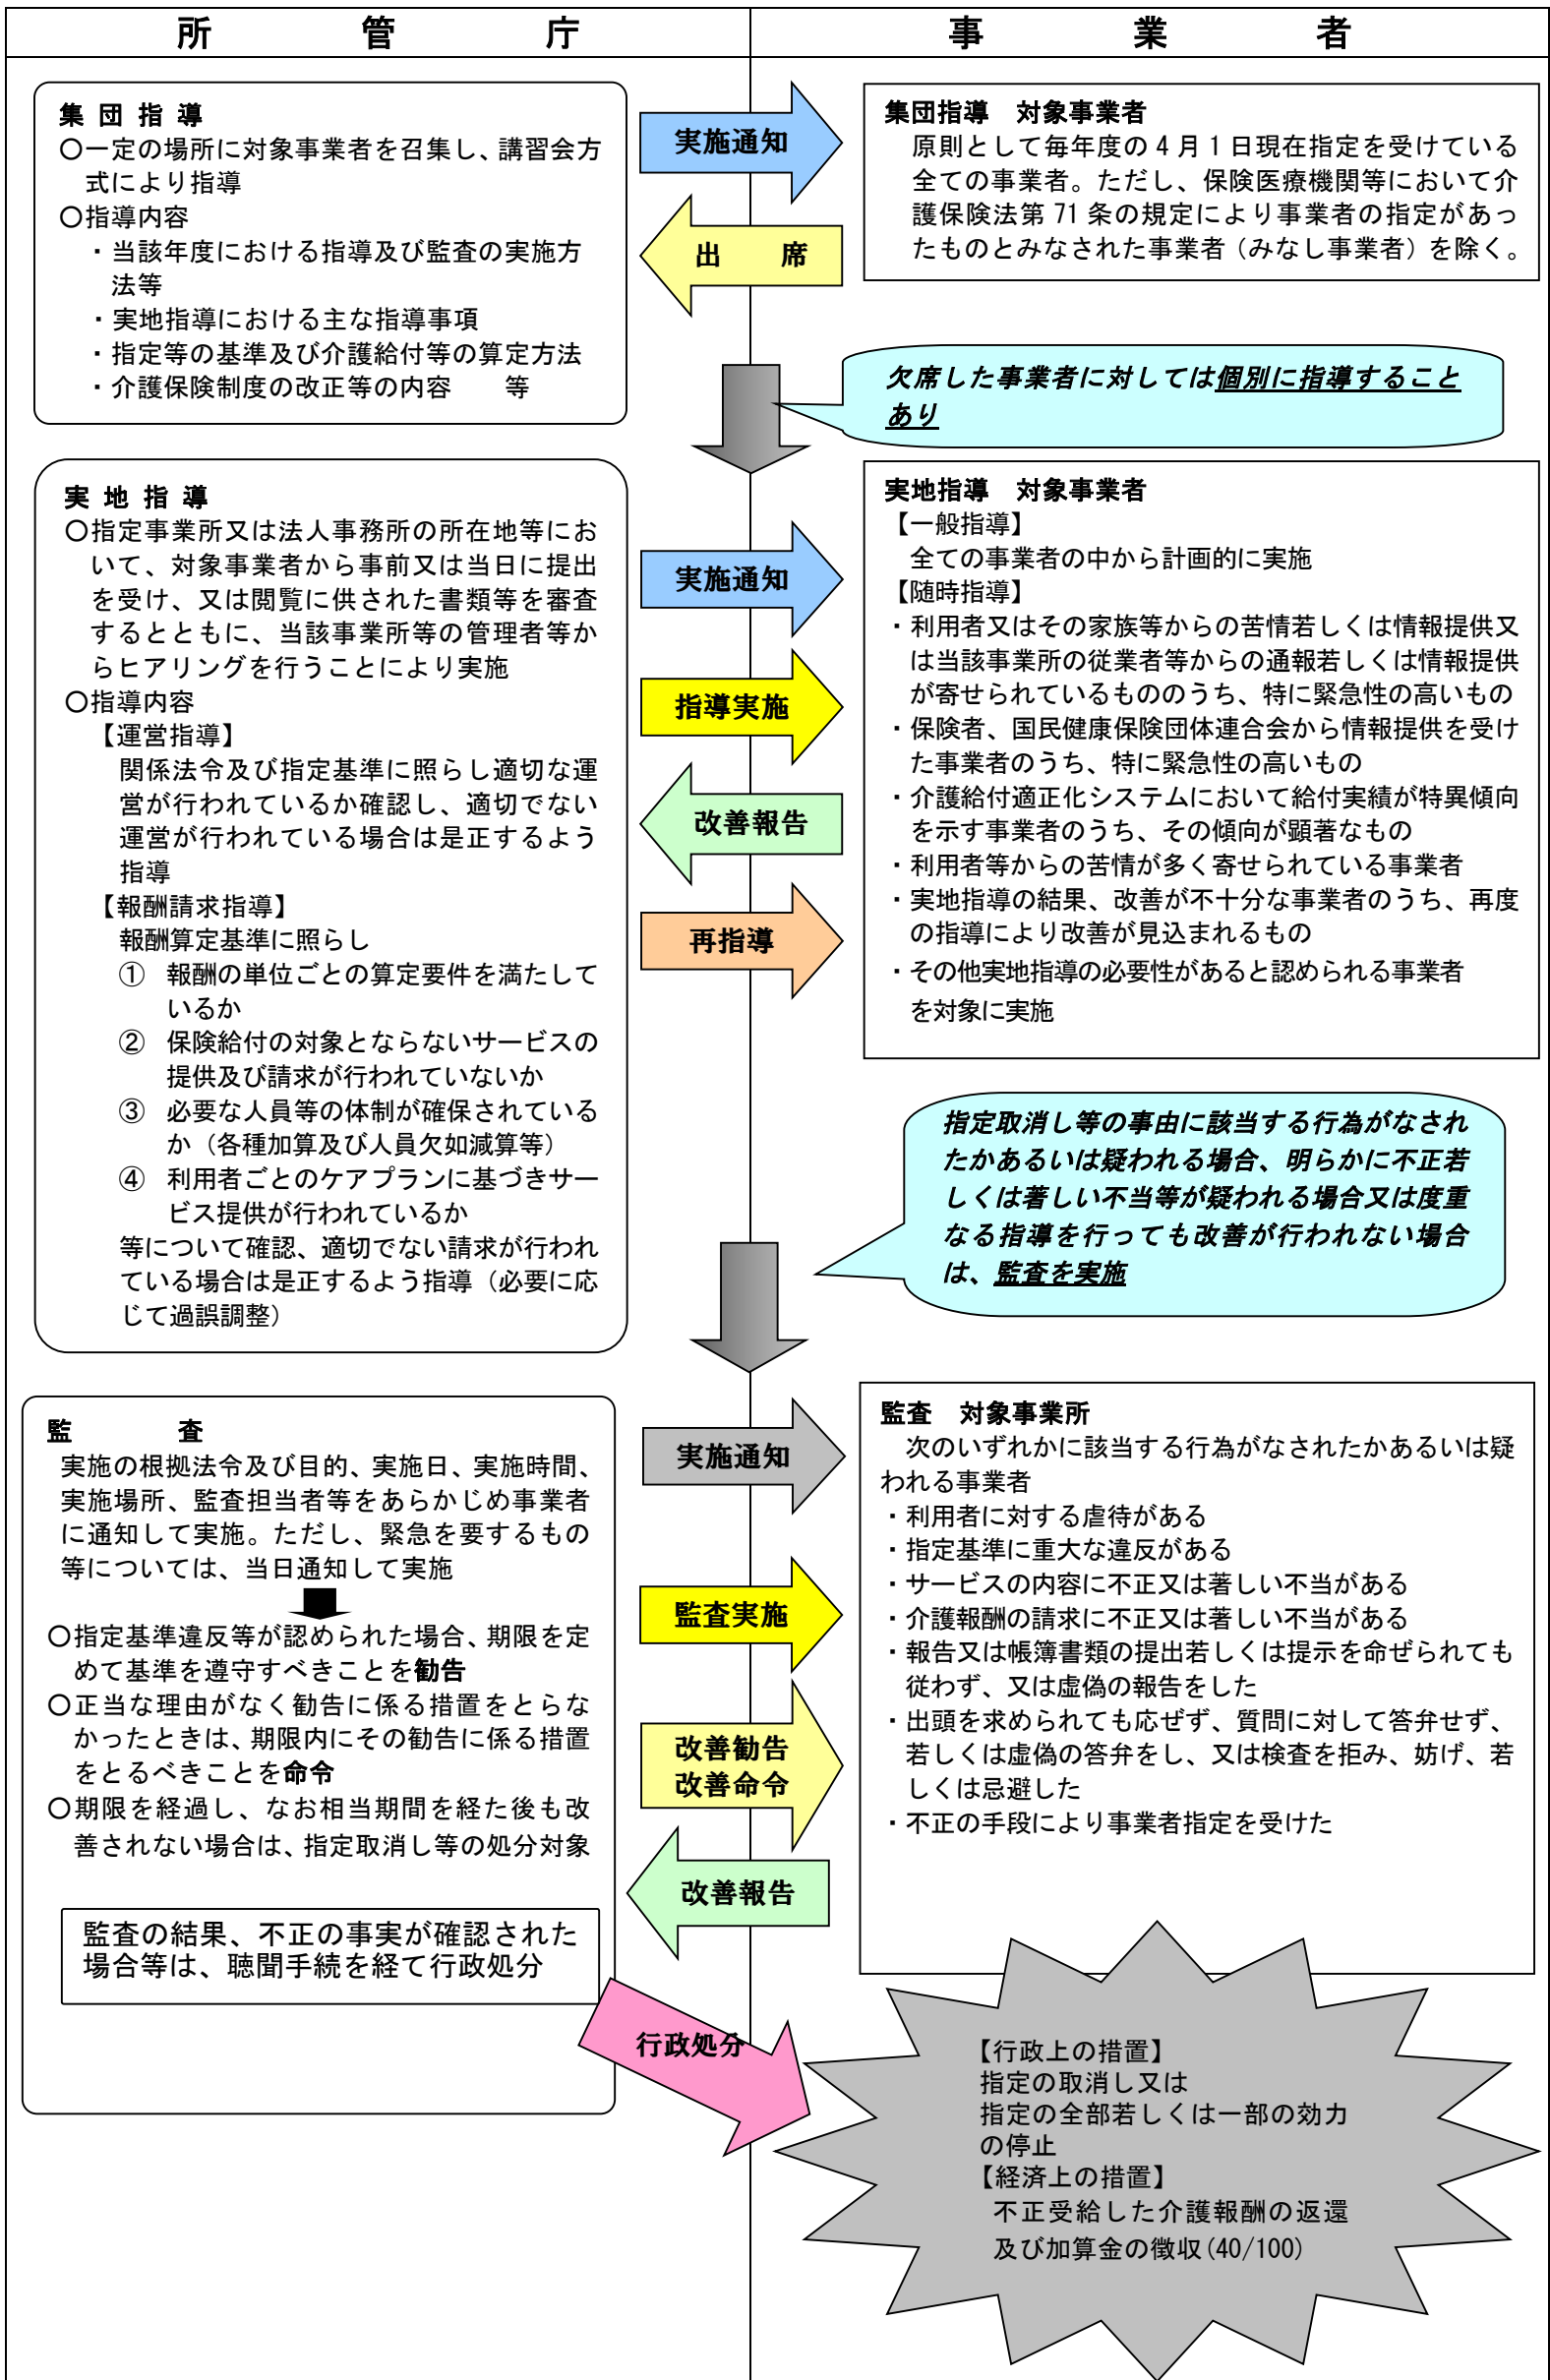 所管庁
事業者
集団指導
〇一定の場所に対象事業者を召集し、講習会方
式により指導
〇指導内容
・当該年度における指導及び監査の実施方
法等
・実地指導における主な指導事項
・指定等の基準及び介護給付等の算定方法
・介護保険制度の改正等の内容　　等
実施通知
出　　席
集団指導　対象事業者
原則として毎年度の４月１日現在指定を受けている
全ての事業者。ただし、保険医療機関等において介
護保険法第 71 条の規定により事業者の指定があっ
たものとみなされた事業者（みなし事業者）を除く。
欠席した事業者に対しては個別に指導すること
あり
実地指導
〇指定事業所又は法人事務所の所在地等にお
いて、対象事業者から事前又は当日に提出
を受け、又は閲覧に供された書類等を審査
するとともに、当該事業所等の管理者等か
らヒアリングを行うことにより実施
〇指導内容
【運営指導】
関係法令及び指定基準に照らし適切な運
営が行われているか確認し、適切でない
運営が行われている場合は是正するよう
指導
【報酬請求指導】
報酬算定基準に照らし
①　報酬の単位ごとの算定要件を満たして
いるか
②　保険給付の対象とならないサービスの
提供及び請求が行われていないか
③　必要な人員等の体制が確保されている
か（各種加算及び人員欠如減算等）
④　利用者ごとのケアプランに基づきサー
ビス提供が行われているか
等について確認、適切でない請求が行われ
ている場合は是正するよう指導（必要に応
じて過誤調整）
実施通知
指導実施
改善報告
再指導
実地指導　対象事業者
【一般指導】
全ての事業者の中から計画的に実施
【随時指導】
・利用者又はその家族等からの苦情若しくは情報提供又
は当該事業所の従業者等からの通報若しくは情報提供
が寄せられているもののうち、特に緊急性の高いもの
・保険者、国民健康保険団体連合会から情報提供を受け
た事業者のうち、特に緊急性の高いもの
・介護給付適正化システムにおいて給付実績が特異傾向
を示す事業者のうち、その傾向が顕著なもの
・利用者等からの苦情が多く寄せられている事業者
・実地指導の結果、改善が不十分な事業者のうち、再度
の指導により改善が見込まれるもの
・その他実地指導の必要性があると認められる事業者
を対象に実施
指定取消し等の事由に該当する行為がなされ
たかあるいは疑われる場合、明らかに不正若
しくは著しい不当等が疑われる場合又は度重
なる指導を行っても改善が行われない場合
は、監査を実施
監　　　査
実施の根拠法令及び目的、実施日、実施時間、
実施場所、監査担当者等をあらかじめ事業者
に通知して実施。ただし、緊急を要するもの
等については、当日通知して実施
〇指定基準違反等が認められた場合、期限を定
めて基準を遵守すべきことを勧告
〇正当な理由がなく勧告に係る措置をとらな
かったときは、期限内にその勧告に係る措置
をとるべきことを命令
〇期限を経過し、なお相当期間を経た後も改
善されない場合は、指定取消し等の処分対象
監査の結果、不正の事実が確認された
場合等は、聴聞手続を経て行政処分
実施通知
監査実施
改善勧告
改善命令
改善報告
行政処分
監査　対象事業所
次のいずれかに該当する行為がなされたかあるいは疑
われる事業者
・利用者に対する虐待がある
・指定基準に重大な違反がある
・サービスの内容に不正又は著しい不当がある
・介護報酬の請求に不正又は著しい不当がある
・報告又は帳簿書類の提出若しくは提示を命ぜられても
従わず、又は虚偽の報告をした
・出頭を求められても応ぜず、質問に対して答弁せず、
若しくは虚偽の答弁をし、又は検査を拒み、妨げ、若
しくは忌避した
・不正の手段により事業者指定を受けた
【行政上の措置】
指定の取消し又は
指定の全部若しくは一部の効力
の停止
【経済上の措置】
不正受給した介護報酬の返還
及び加算金の徴収(40/100)